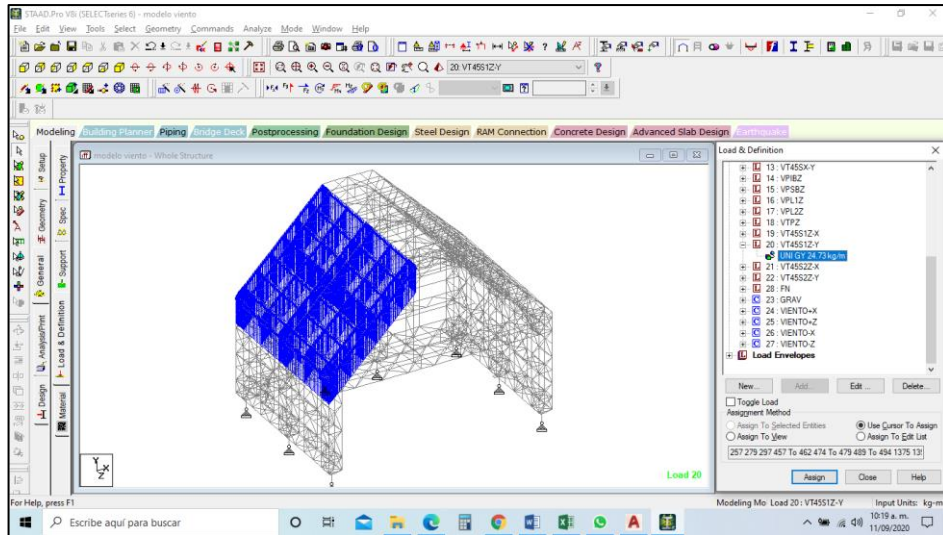 STAAD.Pro V8i (SELECTseries 6) - modelo viento
File Edit View Tools Select Geometry Commands Analyze Mode Window Help
20: VT45S1Z-Y
Modeling Building Planner Piping Bridge Deck Postprocessing Foundation Design Steel Design RAM Connection Concrete Design Advanced Slab Design Earthquake
Setup
Geometry
General
Analysis/Print
Design
Property
Spec
Support
Load & Definition
Material
modelo viento - Whole Structure
Y
X
Z
Load 20
Load & Definition
13 : VT45SX-Y
14 : VPIBZ
15 : VPSBZ
16 : VPL1Z
17 : VPL2Z
18 : VTPZ
19 : VT45S1Z-X
20 : VT45S1Z-Y
UNI GY 24.73 kg/m
21 : VT45S2Z-X
22 : VT45S2Z-Y
28 : FN
23 : GRAV
24 : VIENTO+X
25 : VIENTO+Z
26 : VIENTO-X
27 : VIENTO-Z
Load Envelopes
New... Add... Edit ... Delete...
Toggle Load
Assignment Method
Assign To Selected Entities Use Cursor To Assign
Assign To View Assign To Edit List
257 279 297 457 To 462 474 To 479 489 To 494 1375
Assign Close Help
For Help, press F1
Modeling Mo Load 20 : VT45S1Z-Y Input Units: kg-m
Escribe aquí para buscar
10:19 a. m.
11/09/2020